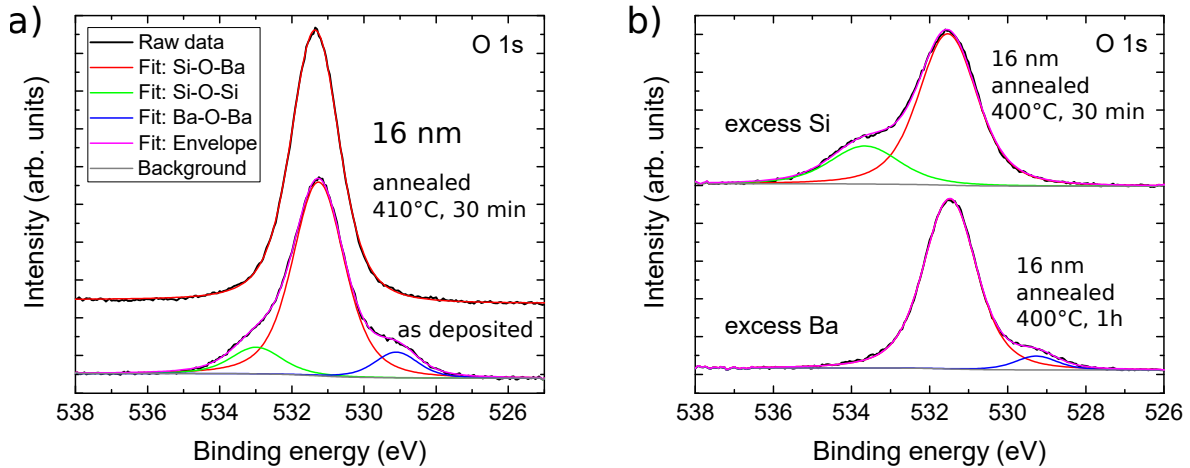 a)
Raw data
Fit: Si-O-Ba
Fit: Si-O-Si
Fit: Ba-O-Ba
Fit: Envelope
Background
O 1s
16 nm
annealed
410°C, 30 min
as deposited
Intensity (arb. units)
538 536 534 532 530 528 526
Binding energy (eV)
b)
O 1s
16 nm
annealed
400°C, 30 min
excess Si
16 nm
annealed
400°C, 1h
excess Ba
Intensity (arb. units)
538 536 534 532 530 528 526
Binding energy (eV)